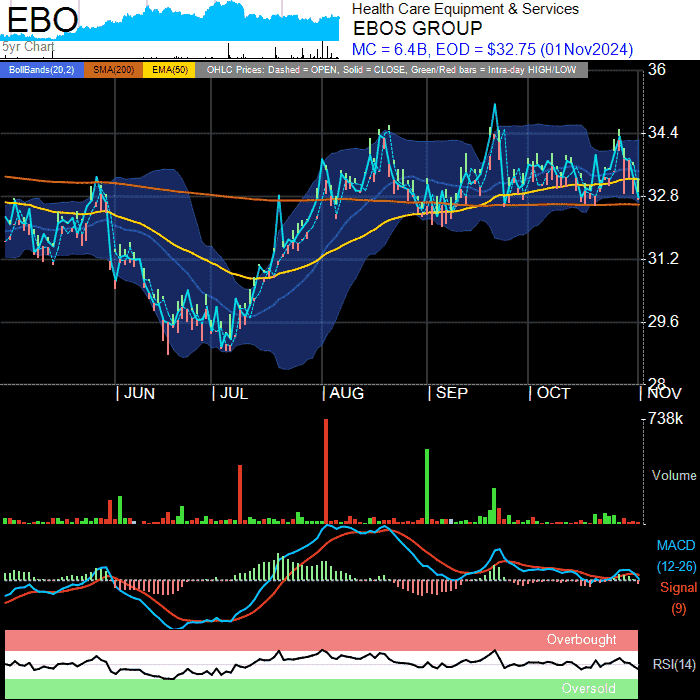 EBO
5yr Chart
Health Care Equipment & Services
EBOS GROUP
MC = 6.4B, EOD = $32.75 (01Nov2024)
BollBands(20,2) SMA(200) EMA(50) OHLC Prices: Dashed = OPEN, Solid = CLOSE, Green/Red bars = Intra-day HIGH/LOW
36
34.4
32.8
31.2
29.6
28
| JUN | JUL | AUG | SEP | OCT | NOV
738k
Volume
MACD
(12-26)
Signal
(9)
Overbought
RSI(14)
Oversold